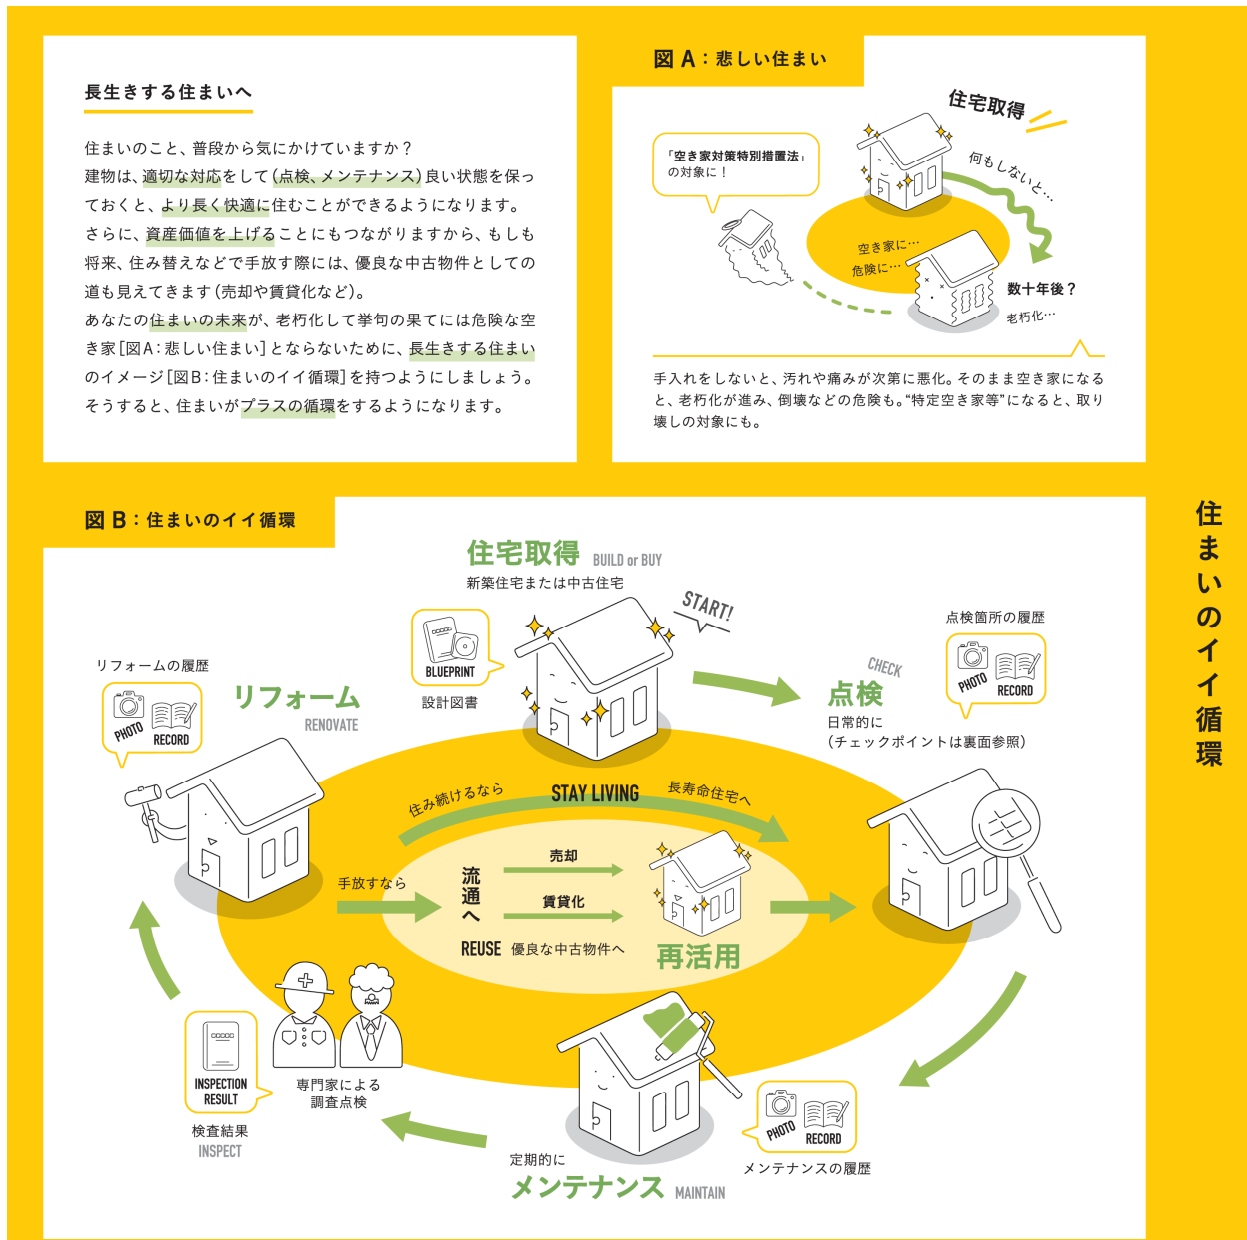 長生きする住まいへ
住まいのこと、普段から気にかけていますか？
建物は、適切な対応をして（点検、メンテナンス）良い状態を保っ
ておくと、より長く快適に住むことができるようになります。
さらに、資産価値を上げることにもつながりますから、もしも
将来、住み替えなどで手放す際には、優良な中古物件としての
道も見えてきます（売却や賃貸化など）。
あなたの住まいの未来が、老朽化して挙句の果てには危険な空
き家［図A：悲しい住まい］とならないために、長生きする住まい
のイメージ［図B：住まいのイイ循環］を持つようにしましょう。
そうすると、住まいがプラスの循環をするようになります。
図 A：悲しい住まい
住宅取得
何もしないと…
「空き家対策特別措置法」
の対象に！
空き家に…
危険に…
数十年後？
老朽化…
手入れをしないと、汚れや痛みが次第に悪化。そのまま空き家になる
と、老朽化が進み、倒壊などの危険も。“特定空き家等”になると、取り
壊しの対象にも。
住まいのイイ循環
図 B：住まいのイイ循環
住宅取得 BUILD or BUY
新築住宅または中古住宅
START!
BLUEPRINT
設計図書
点検箇所の履歴
PHOTO
RECORD
CHECK
点検
日常的に
（チェックポイントは裏面参照）
リフォームの履歴
PHOTO
RECORD
リフォーム
RENOVATE
住み続けるなら
STAY LIVING
長寿命住宅へ
手放すなら
流通へ
売却
賃貸化
REUSE 優良な中古物件へ
再活用
INSPECTION
RESULT
検査結果
INSPECT
専門家による
調査点検
定期的に
メンテナンス MAINTAIN
PHOTO
RECORD
メンテナンスの履歴